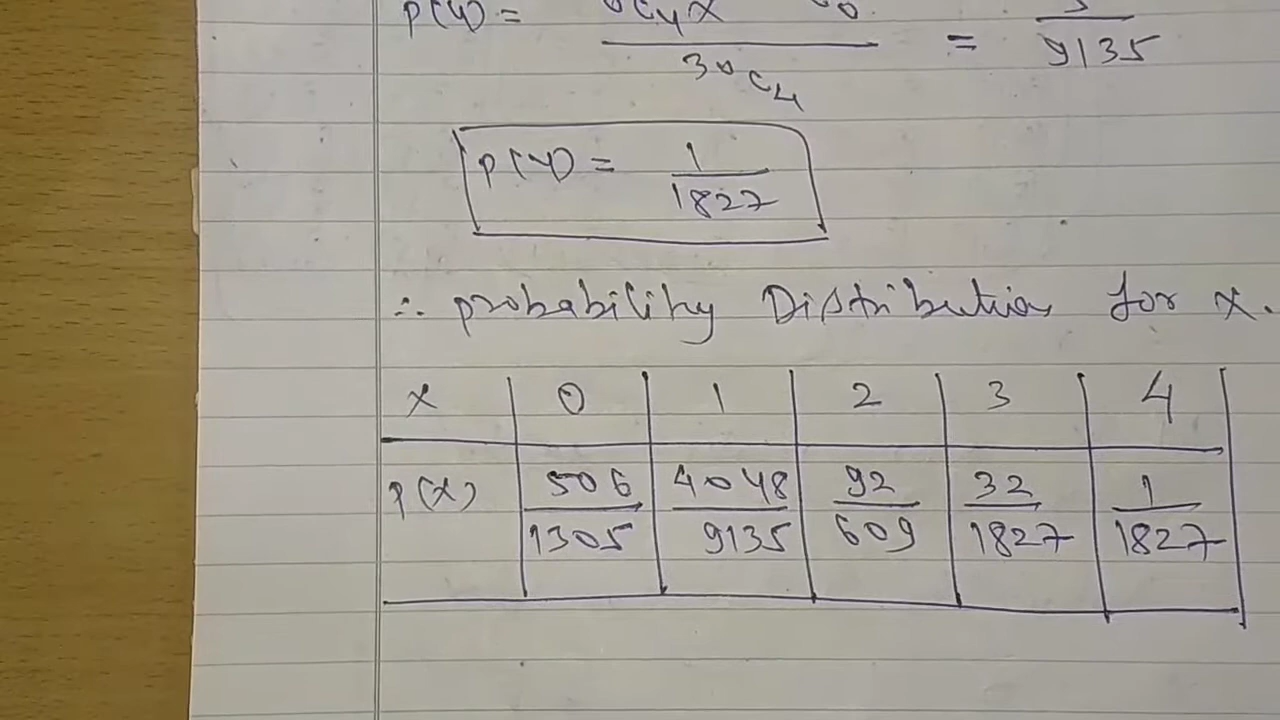 P(4) =
= 
9135
30C4
P(4) = 1/1827
∴ probability Distribution for x.
x 0 1 2 3 4
P(x) 506/1305 4048/9135 92/609 32/1827 1/1827